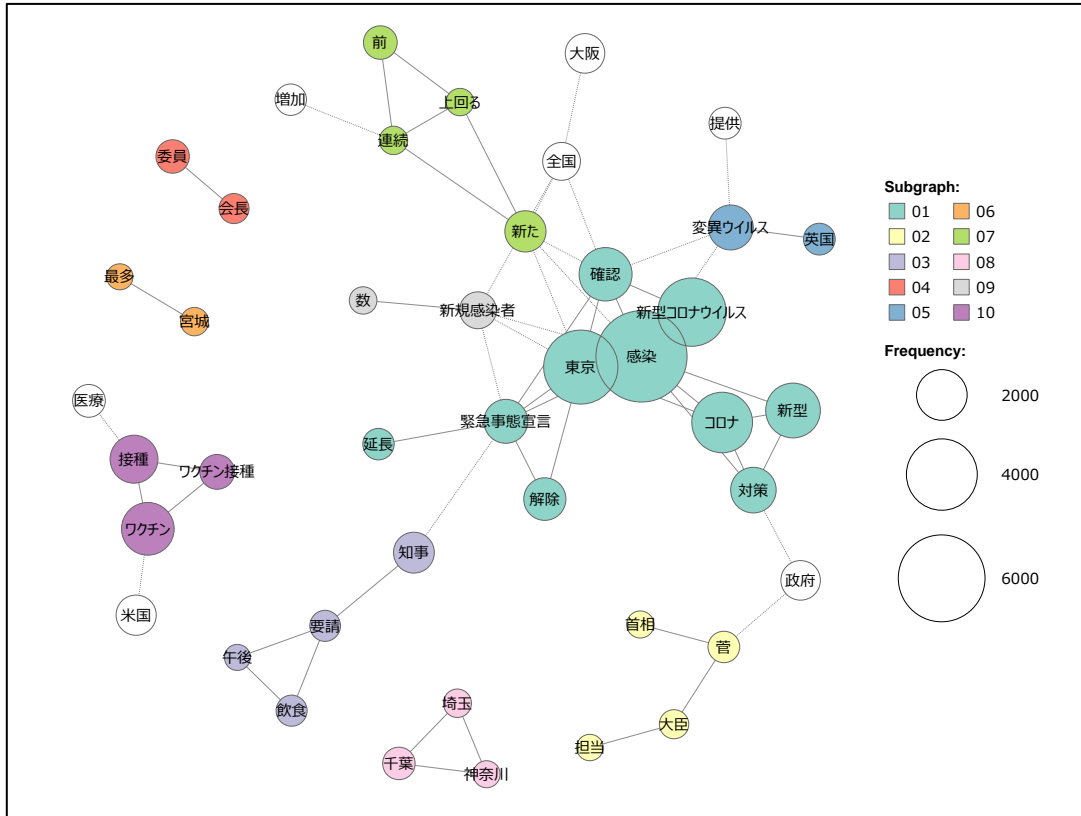 前
大阪
増加
上回る
提供
連続
全国
委員
会長
新た
変異ウイルス
英国
確認
最多
数
新規感染者
新型コロナウイルス
宮城
東京
感染
医療
緊急事態宣言
コロナ
新型
延長
接種
ワクチン接種
解除
対策
ワクチン
知事
政府
米国
要請
首相
菅
午後
飲食
埼玉
大臣
担当
千葉
神奈川
Subgraph:
01 06
02 07
03 08
04 09
05 10
Frequency:
2000
4000
6000